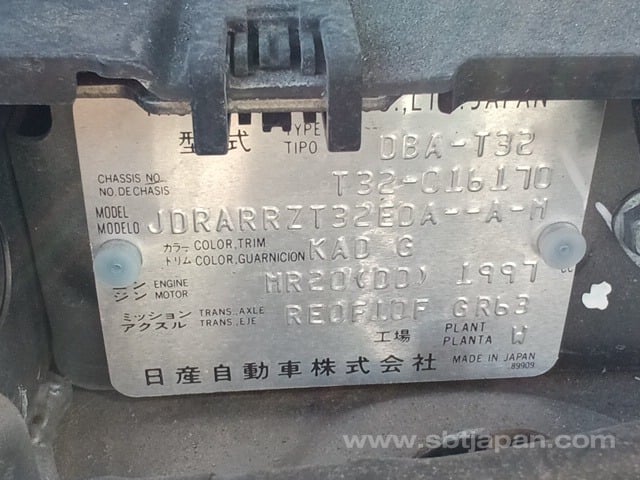 CO.,LTD. JAPAN
型式 TYPE TIPO DBA-T32
CHASSIS NO. NO.DE CHASIS T32-016170
MODEL MODELO JDRARRZT32EDA--A-M
カラー トリム COLOR,TRIM COLOR,GUARNICION KAD G
ENGINE MOTOR MR20(DD) 1997 cc
ミッション アクスル TRANS.,AXLE TRANS.,EJE RE0F10F GR63
工場 PLANT PLANTA W
日産自動車株式会社 MADE IN JAPAN
89909
www.sbtjapan.com